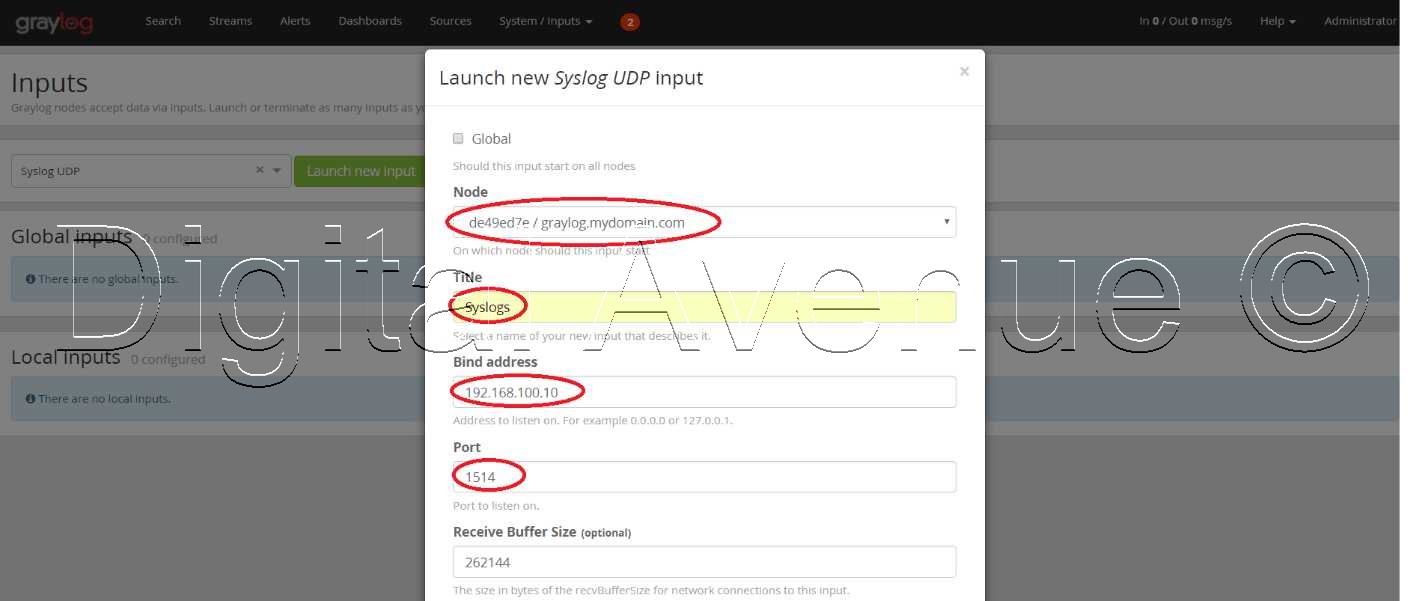 graylog Search Streams Alerts Dashboards Sources System / Inputs 2 In 0 / Out 0 msg/s Help Administrator
Inputs
Graylog nodes accept data via inputs. Launch or terminate as many inputs as
Syslog UDP × Launch new input
Global inputs 0 configured
There are no global inputs.
Local inputs 0 configured
There are no local inputs.
Launch new Syslog UDP input ×
Global
Should this input start on all nodes
Node
de49ed7e / graylog.mydomain.com
On which node should this input start
Title
Syslogs
Select a name of your new input that describes it.
Bind address
192.168.100.10
Address to listen on. For example 0.0.0.0 or 127.0.0.1.
Port
1514
Port to listen on.
Receive Buffer Size (optional)
262144
The size in bytes of the recvBufferSize for network connections to this input.
Digital Avenue ©